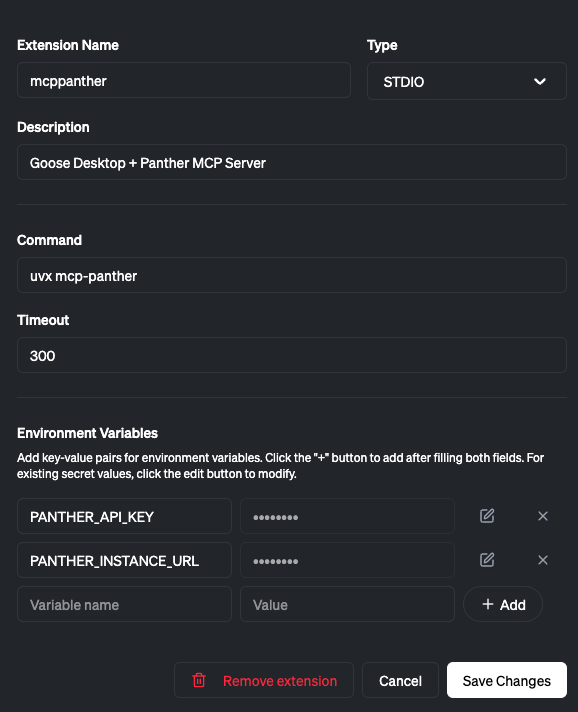 Extension Name
Type
mcppanther
STDIO
Description
Goose Desktop + Panther MCP Server
Command
uvx mcp-panther
Timeout
300
Environment Variables
Add key-value pairs for environment variables. Click the "+" button to add after filling both fields. For
existing secret values, click the edit button to modify.
PANTHER_API_KEY ••••••••
PANTHER_INSTANCE_URL ••••••••
Variable name Value + Add
Remove extension Cancel Save Changes